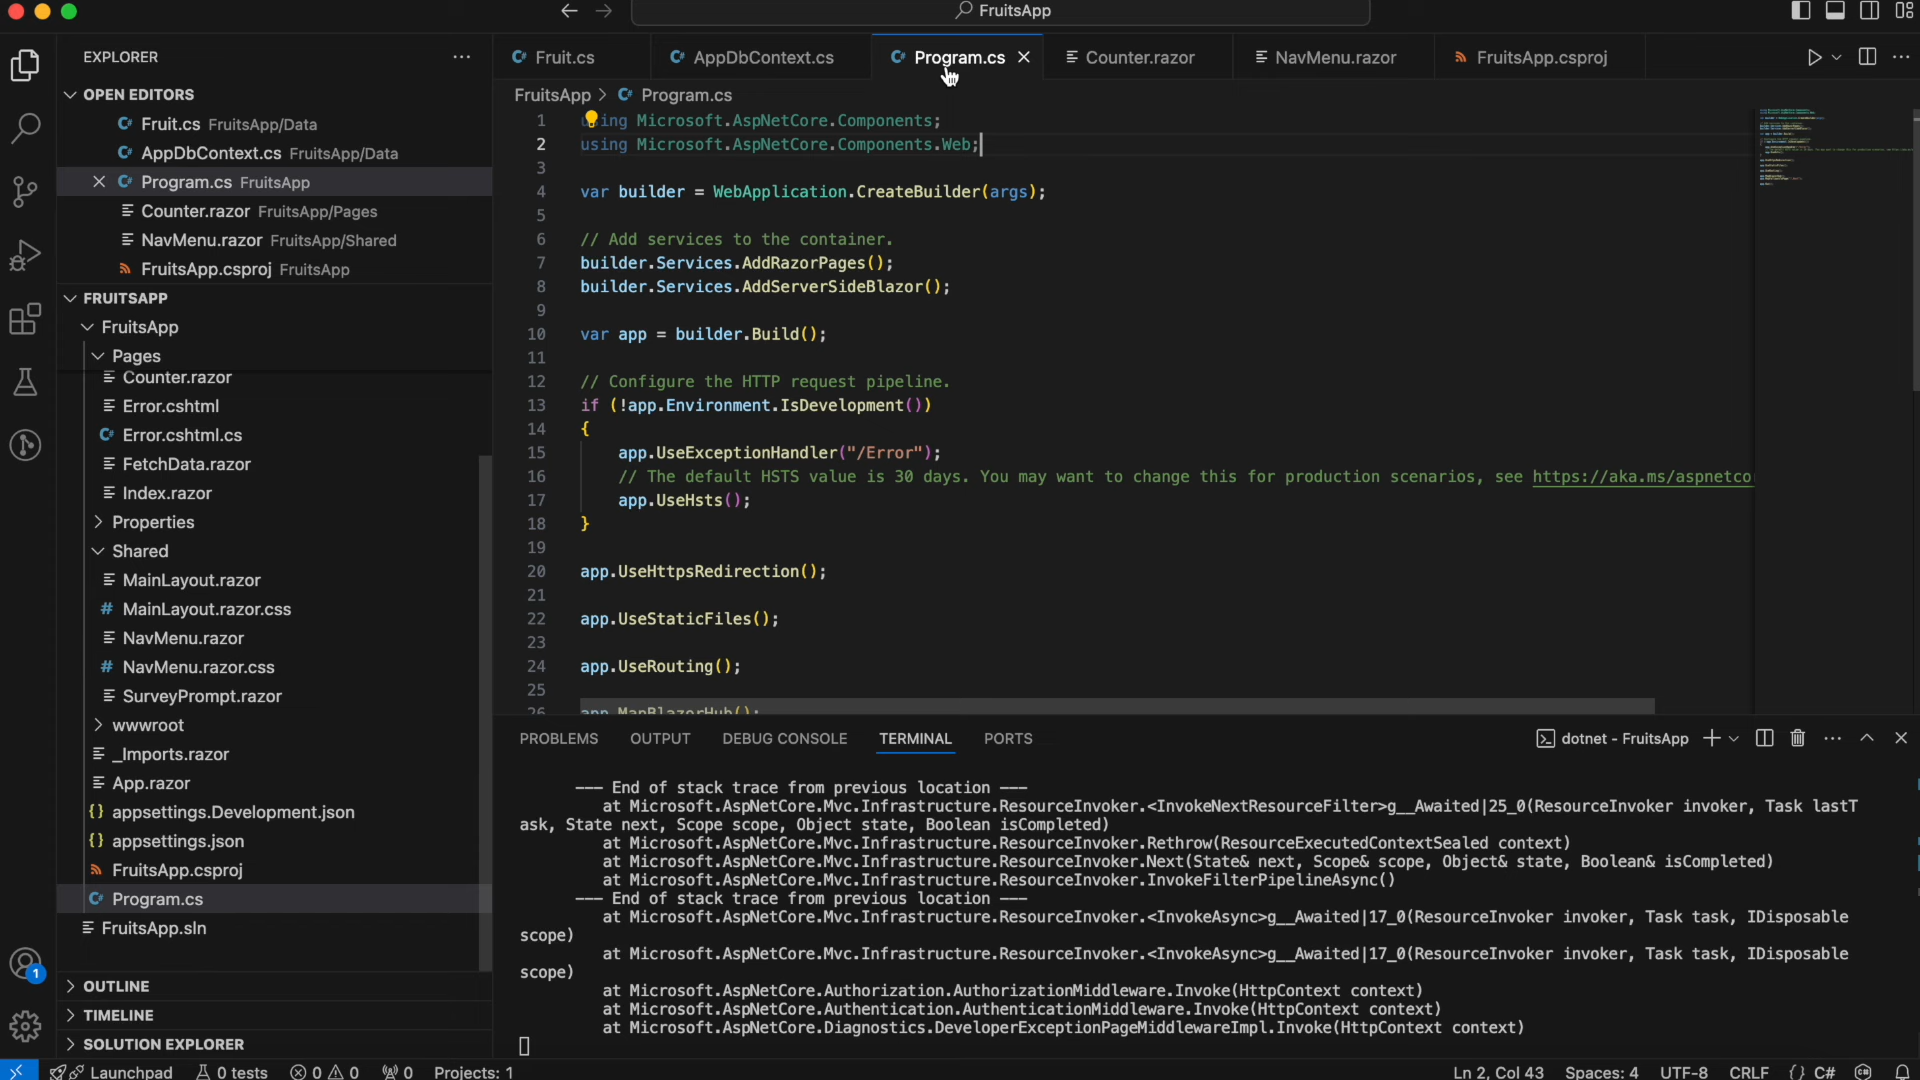 FruitsApp
EXPLORER
OPEN EDITORS
Fruit.cs FruitsApp/Data
AppDbContext.cs FruitsApp/Data
Program.cs FruitsApp
Counter.razor FruitsApp/Pages
NavMenu.razor FruitsApp/Shared
FruitsApp.csproj FruitsApp
FRUITSAPP
FruitsApp
Pages
Counter.razor
Error.cshtml
Error.cshtml.cs
FetchData.razor
Index.razor
Properties
Shared
MainLayout.razor
MainLayout.razor.css
NavMenu.razor
NavMenu.razor.css
SurveyPrompt.razor
wwwroot
_Imports.razor
App.razor
appsettings.Development.json
appsettings.json
FruitsApp.csproj
Program.cs
FruitsApp.sln
OUTLINE
TIMELINE
SOLUTION EXPLORER
Fruit.cs
AppDbContext.cs
Program.cs
Counter.razor
NavMenu.razor
FruitsApp.csproj
FruitsApp > Program.cs
1 using Microsoft.AspNetCore.Components;
2 using Microsoft.AspNetCore.Components.Web;
3
4 var builder = WebApplication.CreateBuilder(args);
5
6 // Add services to the container.
7 builder.Services.AddRazorPages();
8 builder.Services.AddServerSideBlazor();
9
10 var app = builder.Build();
11
12 // Configure the HTTP request pipeline.
13 if (!app.Environment.IsDevelopment())
14 {
15 app.UseExceptionHandler("/Error");
16 // The default HSTS value is 30 days. You may want to change this for production scenarios, see https://aka.ms/aspnetco
17 app.UseHsts();
18 }
19
20 app.UseHttpsRedirection();
21
22 app.UseStaticFiles();
23
24 app.UseRouting();
25
26 app.MapBlazorHub();
PROBLEMS OUTPUT DEBUG CONSOLE TERMINAL PORTS
dotnet - FruitsApp
--- End of stack trace from previous location ---
at Microsoft.AspNetCore.Mvc.Infrastructure.ResourceInvoker.<InvokeNextResourceFilter>g__Awaited|25_0(ResourceInvoker invoker, Task lastT
ask, State next, Scope scope, Object state, Boolean isCompleted)
at Microsoft.AspNetCore.Mvc.Infrastructure.ResourceInvoker.Rethrow(ResourceExecutedContextSealed context)
at Microsoft.AspNetCore.Mvc.Infrastructure.ResourceInvoker.Next(State& next, Scope& scope, Object& state, Boolean& isCompleted)
at Microsoft.AspNetCore.Mvc.Infrastructure.ResourceInvoker.InvokeFilterPipelineAsync()
--- End of stack trace from previous location ---
at Microsoft.AspNetCore.Mvc.Infrastructure.ResourceInvoker.<InvokeAsync>g__Awaited|17_0(ResourceInvoker invoker, Task task, IDisposable
scope)
at Microsoft.AspNetCore.Mvc.Infrastructure.ResourceInvoker.<InvokeAsync>g__Awaited|17_0(ResourceInvoker invoker, Task task, IDisposable
scope)
at Microsoft.AspNetCore.Authorization.AuthorizationMiddleware.Invoke(HttpContext context)
at Microsoft.AspNetCore.Authentication.AuthenticationMiddleware.Invoke(HttpContext context)
at Microsoft.AspNetCore.Diagnostics.DeveloperExceptionPageMiddlewareImpl.Invoke(HttpContext context)
1
Launchpad 0 tests 0 0 0 Projects: 1
Ln 2, Col 43 Spaces: 4 UTF-8 CRLF {} C#